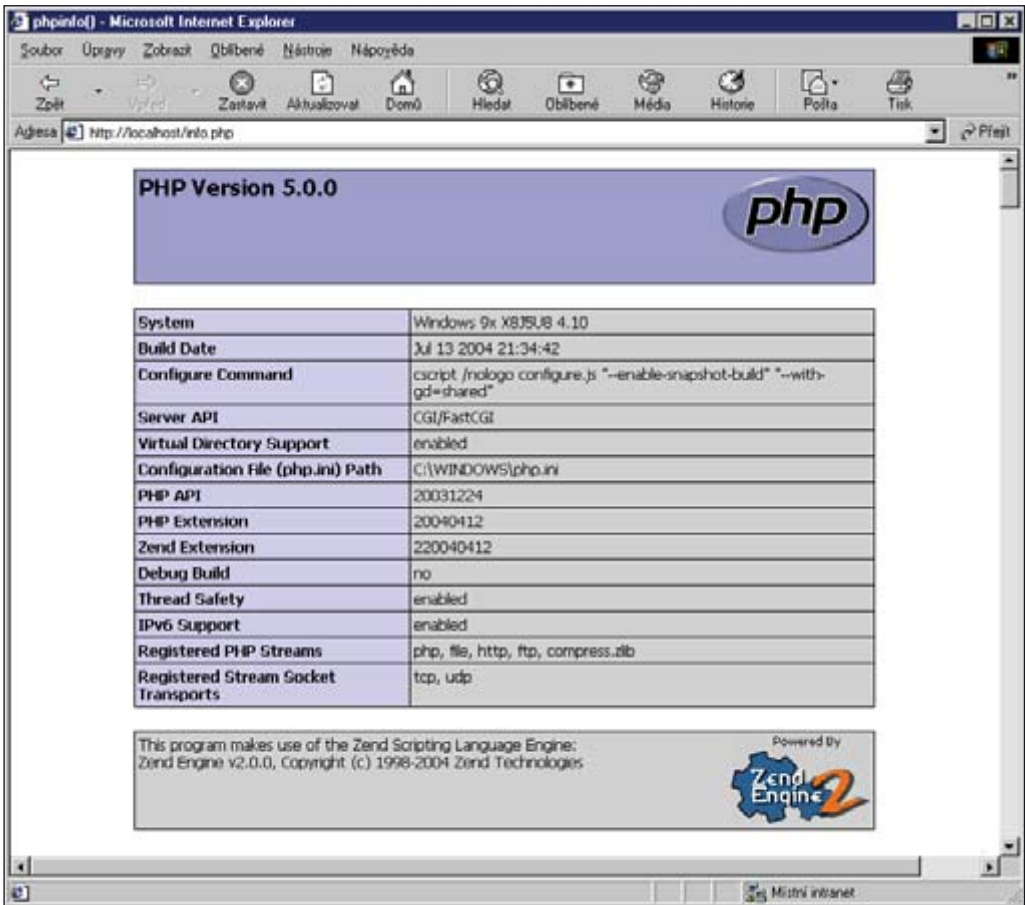 phpinfo() - Microsoft Internet Explorer
Soubor Úpravy Zobrazit Oblíbené Nástroje Nápověda
Zpět Vpřed Zastavit Aktualizovat Domů Hledat Oblíbené Média Historie Pošta Tisk
Adresa http://localhost/info.php Přejít
PHP Version 5.0.0
php
System Windows 9x X8J5U8 4.10
Build Date Jul 13 2004 21:34:42
Configure Command cscript /nologo configure.js "--enable-snapshot-build" "--with-
gd=shared"
Server API CGI/FastCGI
Virtual Directory Support enabled
Configuration File (php.ini) Path C:\WINDOWS\php.ini
PHP API 20031224
PHP Extension 20040412
Zend Extension 220040412
Debug Build no
Thread Safety enabled
IPv6 Support enabled
Registered PHP Streams php, file, http, ftp, compress.zlib
Registered Stream Socket tcp, udp
Transports
This program makes use of the Zend Scripting Language Engine:
Zend Engine v2.0.0, Copyright (c) 1998-2004 Zend Technologies
Powered By
Zend
Engine 2
Místní intranet